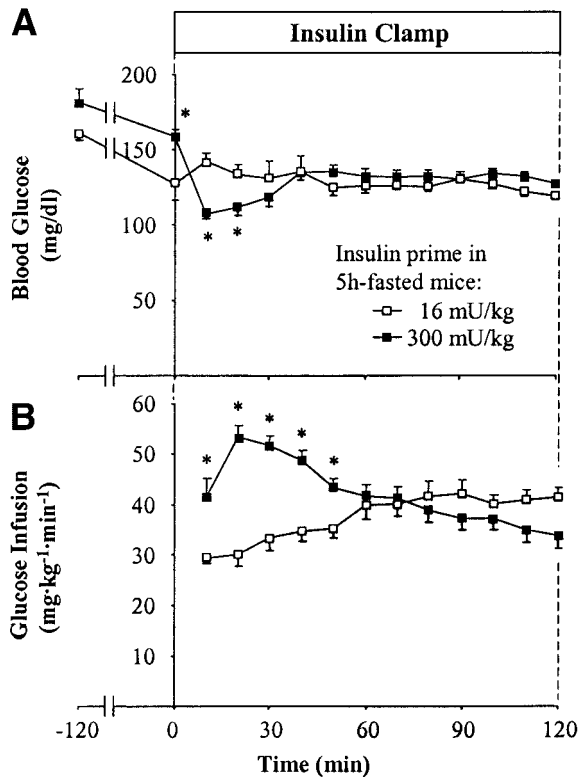 A
Insulin Clamp
Blood Glucose
(mg/dl)
200
150
100
50
*
*
*
Insulin prime in
5h-fasted mice:
16 mU/kg
300 mU/kg
B
Glucose Infusion
(mg·kg⁻¹·min⁻¹)
60
50
40
30
20
10
0
*
*
*
*
*
-120
0
30
60
90
120
Time (min)